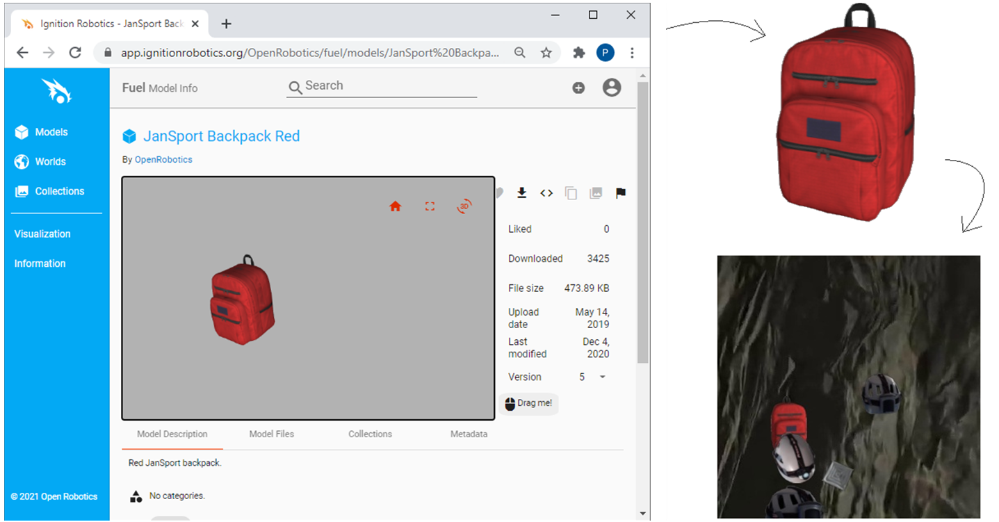 Ignition Robotics - JanSport Back
app.ignitionrobotics.org/OpenRobotics/fuel/models/JanSport%20Backpa...
P
Fuel Model Info
Search
Models
Worlds
Collections
Visualization
Information
© 2021 Open Robotics
JanSport Backpack Red
By OpenRobotics
3D
Liked 0
Downloaded 3425
File size 473.89 KB
Upload date May 14, 2019
Last modified Dec 4, 2020
Version 5
Drag me!
Model Description Model Files Collections Metadata
Red JanSport backpack.
No categories.